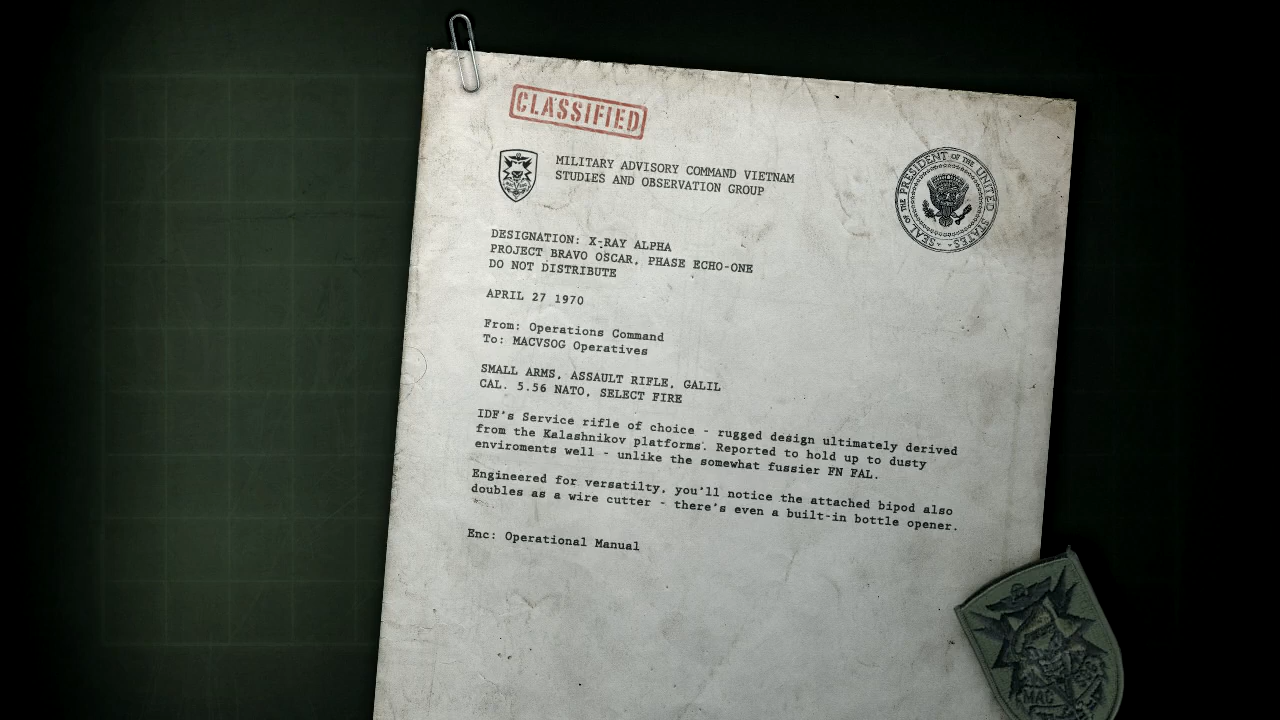 CLASSIFIED
MILITARY ADVISORY COMMAND VIETNAM
STUDIES AND OBSERVATION GROUP
SEAL OF THE PRESIDENT OF THE UNITED STATES
DESIGNATION: X-RAY ALPHA
PROJECT BRAVO OSCAR, PHASE ECHO-ONE
DO NOT DISTRIBUTE
APRIL 27 1970
From: Operations Command
To: MACVSOG Operatives
SMALL ARMS, ASSAULT RIFLE, GALIL
CAL. 5.56 NATO, SELECT FIRE
IDF's Service rifle of choice - rugged design ultimately derived
from the Kalashnikov platforms. Reported to hold up to dusty
enviroments well - unlike the somewhat fussier FN FAL.
Engineered for versatilty, you'll notice the attached bipod also
doubles as a wire cutter - there's even a built-in bottle opener.
Enc: Operational Manual
MAC